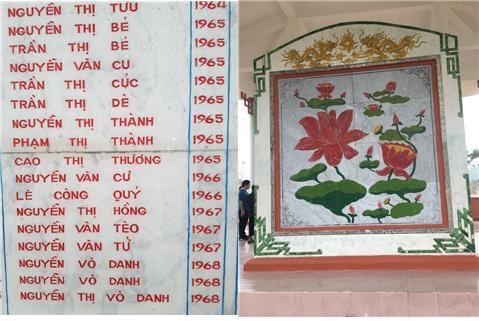 NGUYỄN THỊ TỬU 1964
NGUYỄN THỊ BÉ 1965
TRẦN THỊ BÉ 1965
NGUYỄN VĂN CU 1965
TRẦN THỊ CÚC 1965
TRẦN THỊ DÈ 1965
NGUYỄN THỊ THÀNH 1965
PHẠM THỊ THÀNH 1965
CAO THỊ THƯƠNG 1965
NGUYỄN VĂN CƯ 1966
LÊ CÔNG QUÝ 1966
NGUYỄN THỊ HỒNG 1967
NGUYỄN VĂN TÈO 1967
NGUYỄN VĂN TỬ 1967
NGUYỄN VÔ DANH 1968
NGUYỄN VÔ DANH 1968
NGUYỄN THỊ VÔ DANH 1968